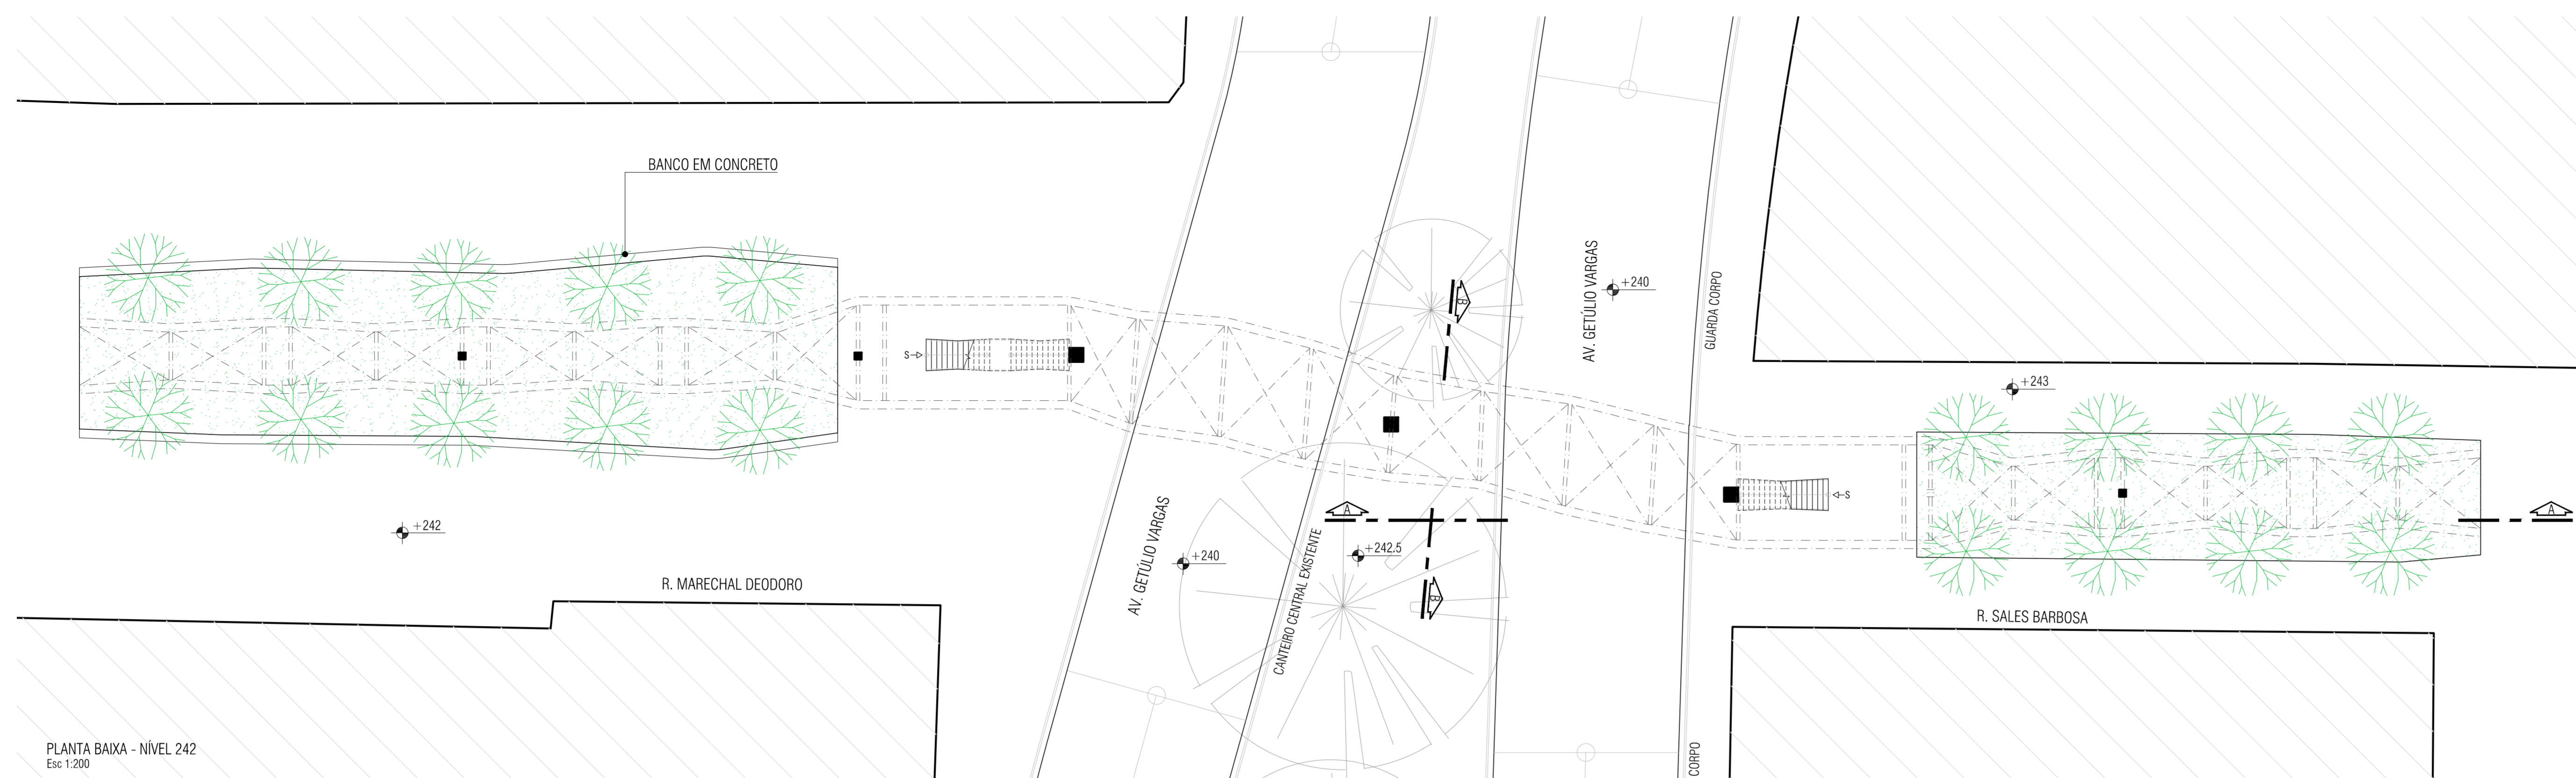 BANCO EM CONCRETO
AV. GETÚLIO VARGAS
+240
GUARDA CORPO
B
S
+243
S
A
A
+242
+242.5
+240
AV. GETÚLIO VARGAS
CANTEIRO CENTRAL EXISTENTE
B
R. MARECHAL DEODORO
R. SALES BARBOSA
CORPO
PLANTA BAIXA - NÍVEL 242
Esc 1:200